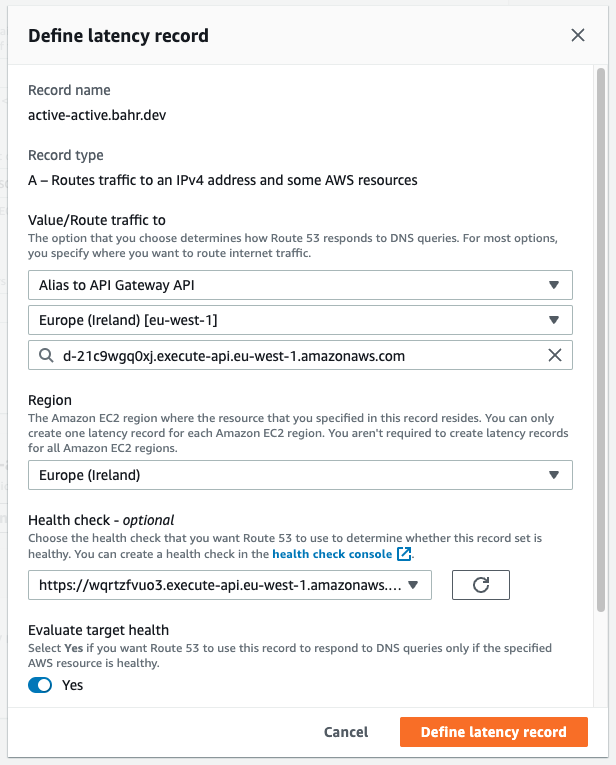 Define latency record
Record name
active-active.bahr.dev
Record type
A – Routes traffic to an IPv4 address and some AWS resources
Value/Route traffic to
The option that you choose determines how Route 53 responds to DNS queries. For most options,
you specify where you want to route internet traffic.
Alias to API Gateway API
Europe (Ireland) [eu-west-1]
d-21c9wgq0xj.execute-api.eu-west-1.amazonaws.com
Region
The Amazon EC2 region where the resource that you specified in this record resides. You can only
create one latency record for each Amazon EC2 region. You aren't required to create latency records
for all Amazon EC2 regions.
Europe (Ireland)
Health check - optional
Choose the health check that you want Route 53 to use to determine whether this record set is
healthy. You can create a health check in the health check console.
https://wqrtzfvuo3.execute-api.eu-west-1.amazonaws....
Evaluate target health
Select Yes if you want Route 53 to use this record to respond to DNS queries only if the specified
AWS resource is healthy.
Yes
Cancel
Define latency record